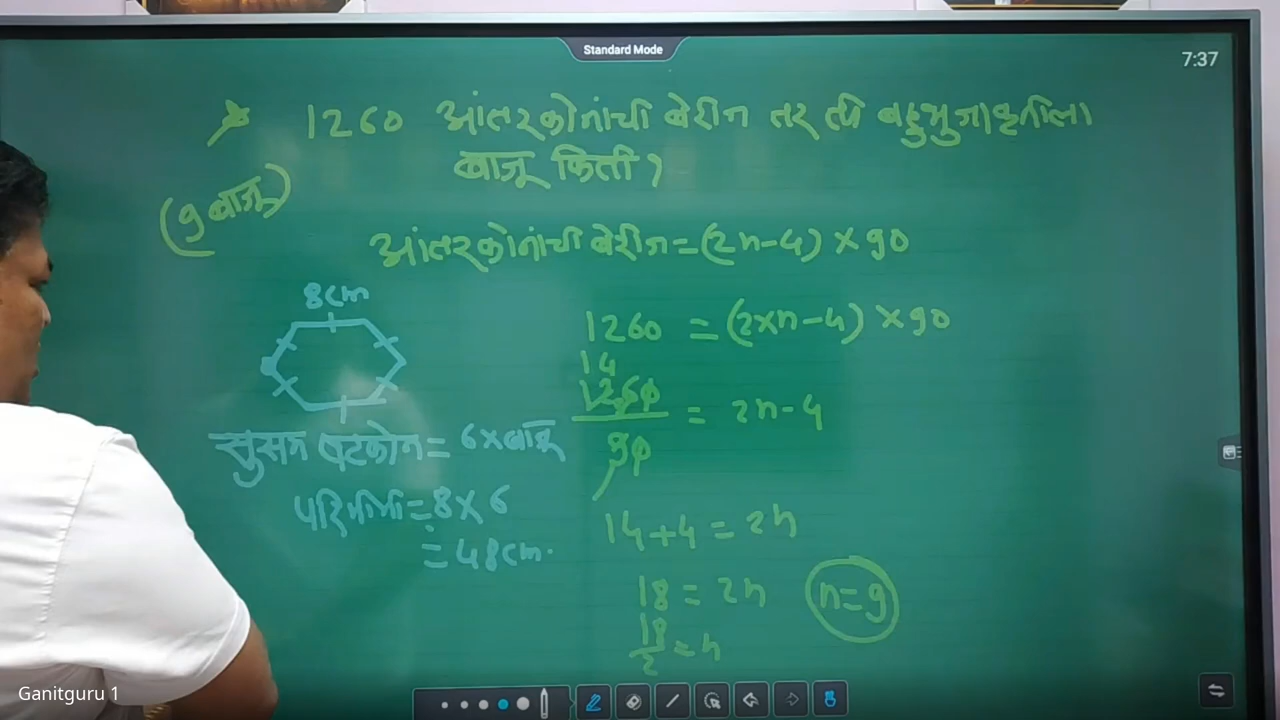 Standard Mode
7:37
1260 आंतरकोनांची बेरीज तर त्या बहुभुजाकृतीला
बाजू किती?
(9 बाजू)
आंतरकोनांची बेरीज = (2n-4) × 90
8cm
1260 = (2×n-4) × 90
14
1260 = 2n-4
90
सुसम षटकोन = 6×बाजू
परिमिती = 8×6
= 48cm.
14+4 = 2n
18 = 2n
n=9
18/2 = n
Ganitguru 1